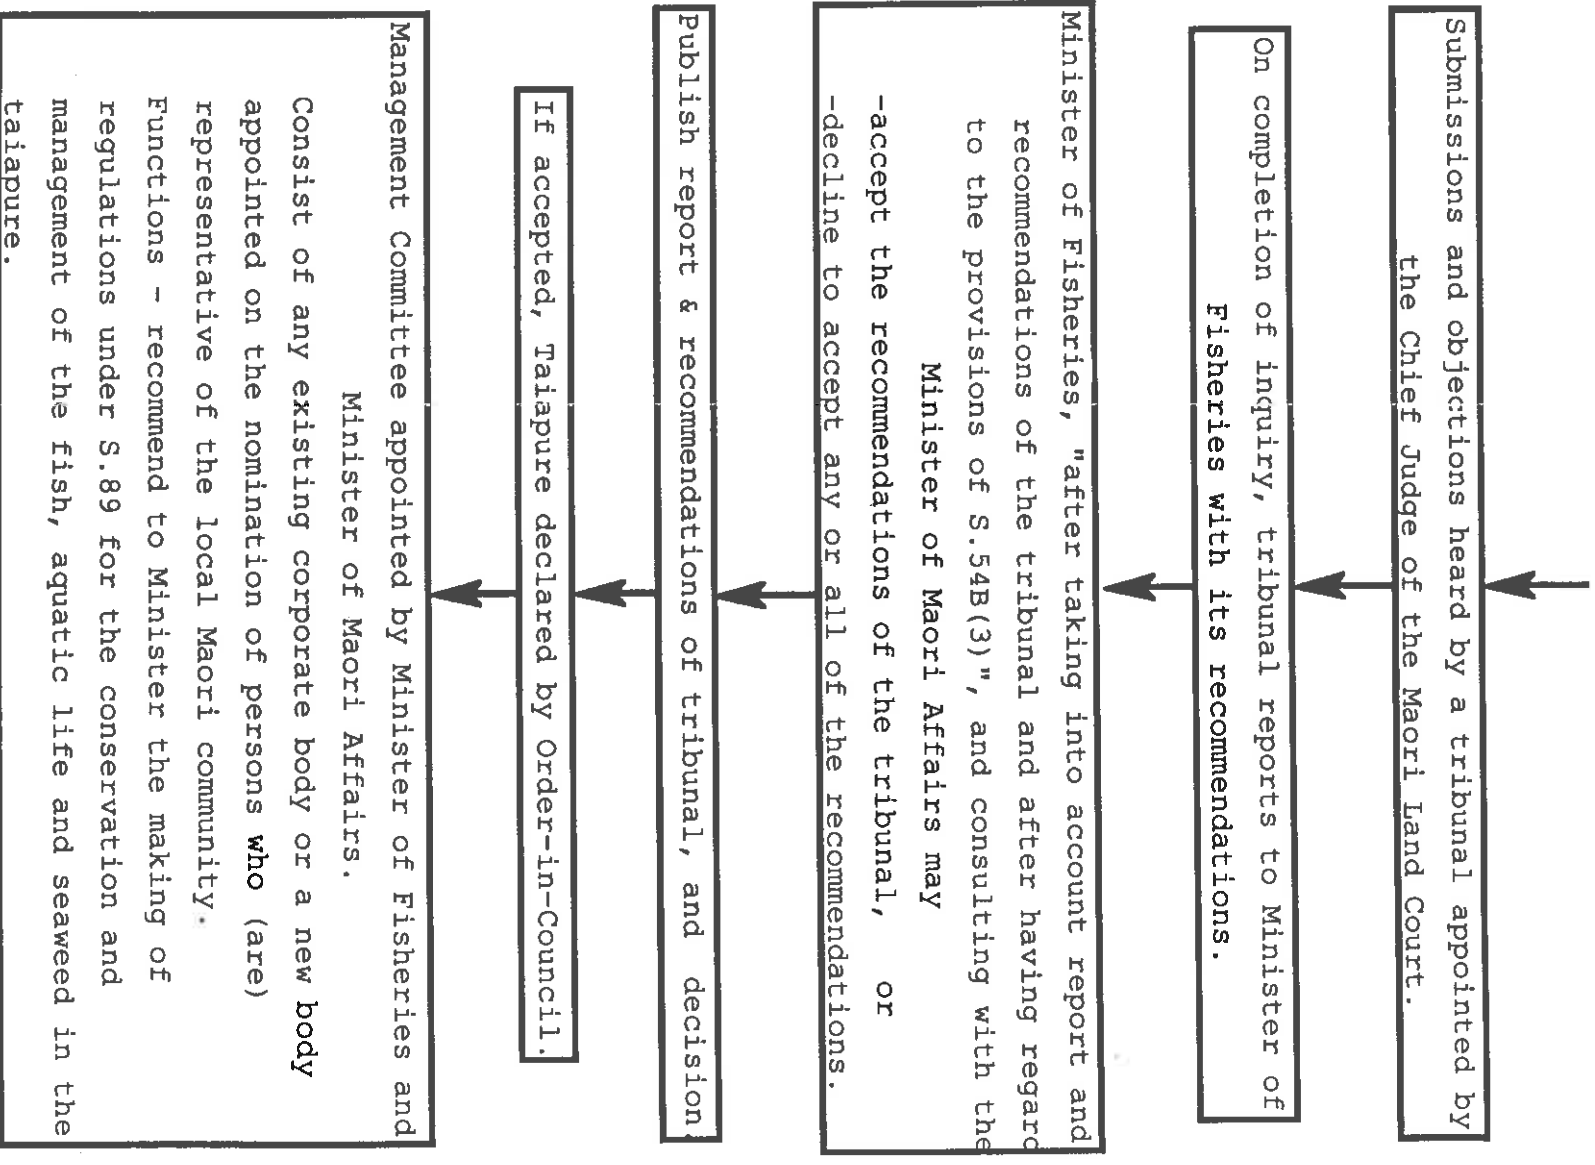 Submissions and objections heard by a tribunal appointed by
the Chief Judge of the Maori Land Court.
On completion of inquiry, tribunal reports to Minister of
Fisheries with its recommendations.
Minister of Fisheries, "after taking into account report and
recommendations of the tribunal and after having regard
to the provisions of S.54B(3)", and consulting with the
Minister of Maori Affairs may
-accept the recommendations of the tribunal, or
-decline to accept any or all of the recommendations.
Publish report & recommendations of tribunal, and decision.
If accepted, Taiapure declared by Order-in-Council.
Management Committee appointed by Minister of Fisheries and
Minister of Maori Affairs.
Consist of any existing corporate body or a new body
appointed on the nomination of persons who (are)
representative of the local Maori community.
Functions - recommend to Minister the making of
regulations under S.89 for the conservation and
management of the fish, aquatic life and seaweed in the
taiapure.